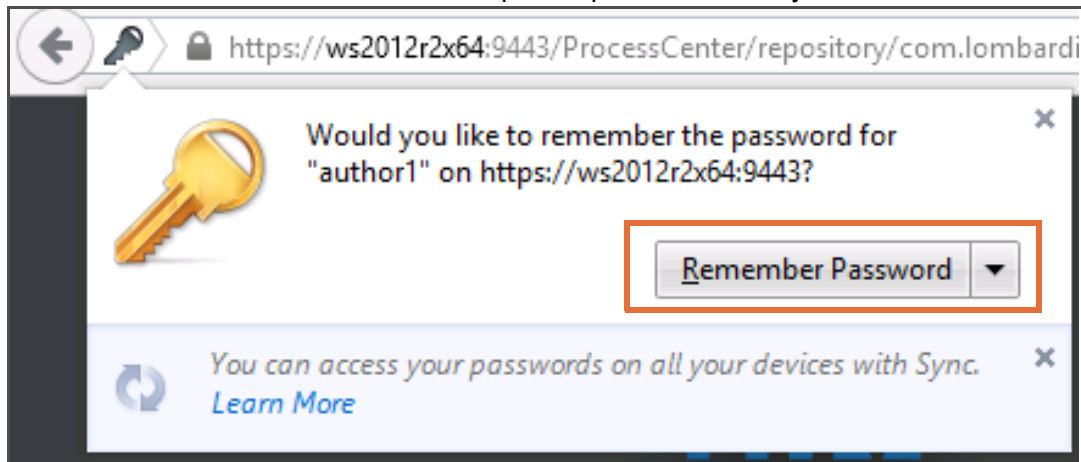 https://ws2012r2x64:9443/ProcessCenter/repository/com.lombardi
Would you like to remember the password for
"author1" on https://ws2012r2x64:9443?
Remember Password
You can access your passwords on all your devices with Sync.
Learn More